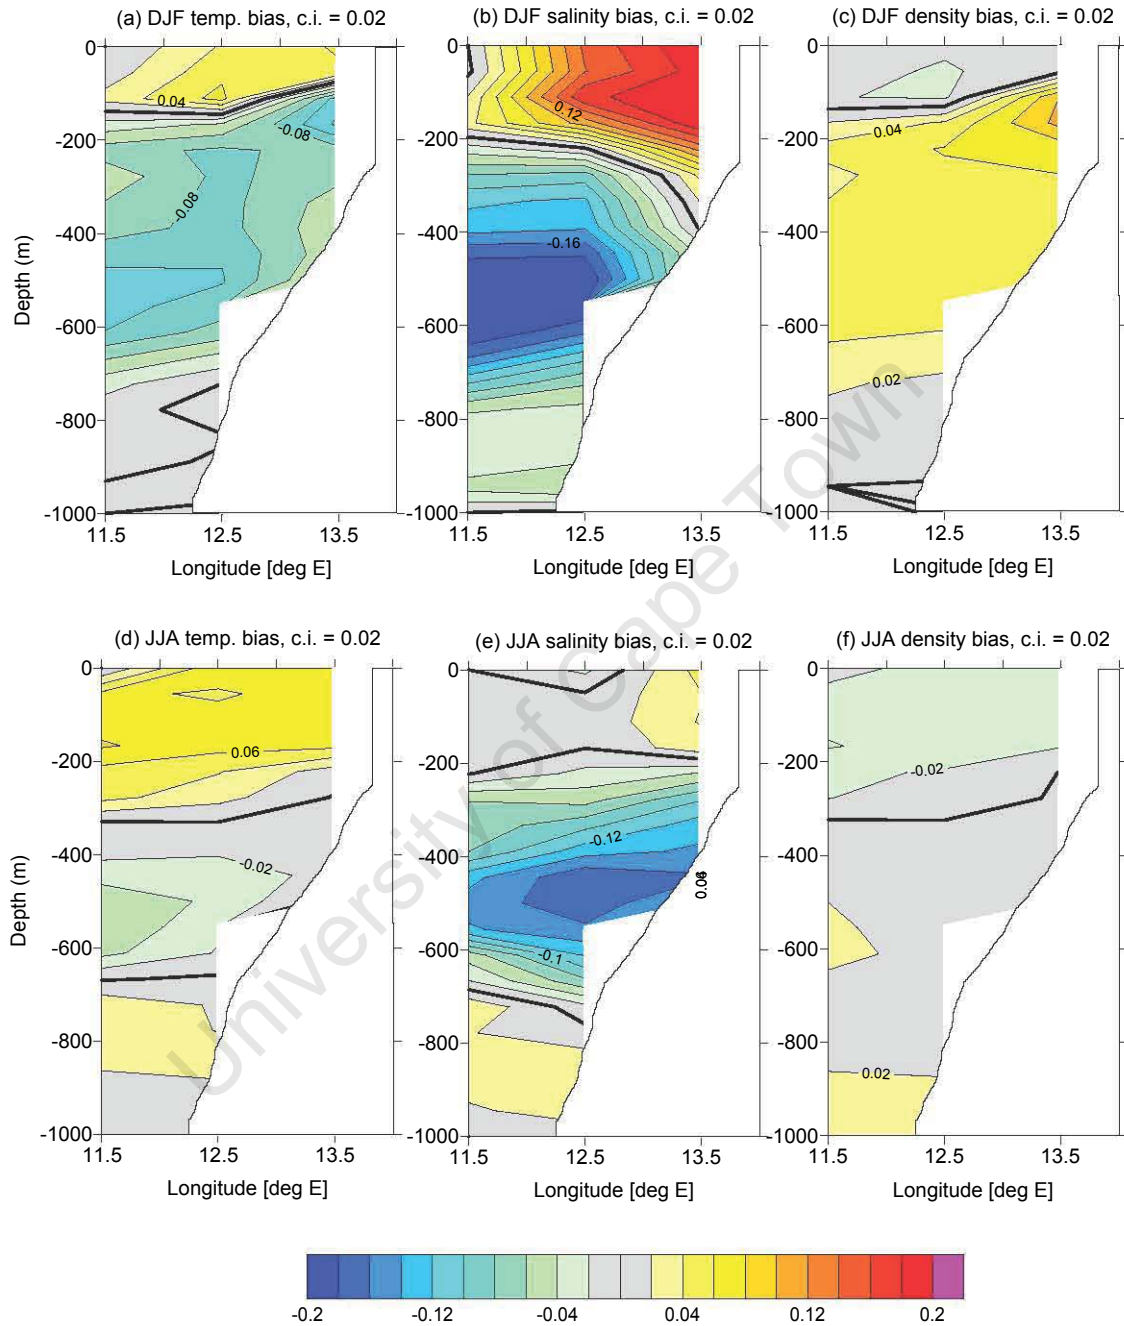 (a) DJF temp. bias, c.i. = 0.02
(b) DJF salinity bias, c.i. = 0.02
(c) DJF density bias, c.i. = 0.02
0
-200
-400
-600
-800
-1000
Depth (m)
0.04
-0.08
-0.08
11.5 12.5 13.5
Longitude [deg E]
0
-200
-400
-600
-800
-1000
0.12
-0.16
11.5 12.5 13.5
Longitude [deg E]
0
-200
-400
-600
-800
-1000
0.04
0.02
11.5 12.5 13.5
Longitude [deg E]
University of Cape Town
(d) JJA temp. bias, c.i. = 0.02
(e) JJA salinity bias, c.i. = 0.02
(f) JJA density bias, c.i. = 0.02
0
-200
-400
-600
-800
-1000
Depth (m)
0.06
-0.02
11.5 12.5 13.5
Longitude [deg E]
0
-200
-400
-600
-800
-1000
-0.12
-0.1
11.5 12.5 13.5
Longitude [deg E]
0
-200
-400
-600
-800
-1000
-0.02
0.02
11.5 12.5 13.5
Longitude [deg E]
-0.2 -0.12 -0.04 0.04 0.12 0.2